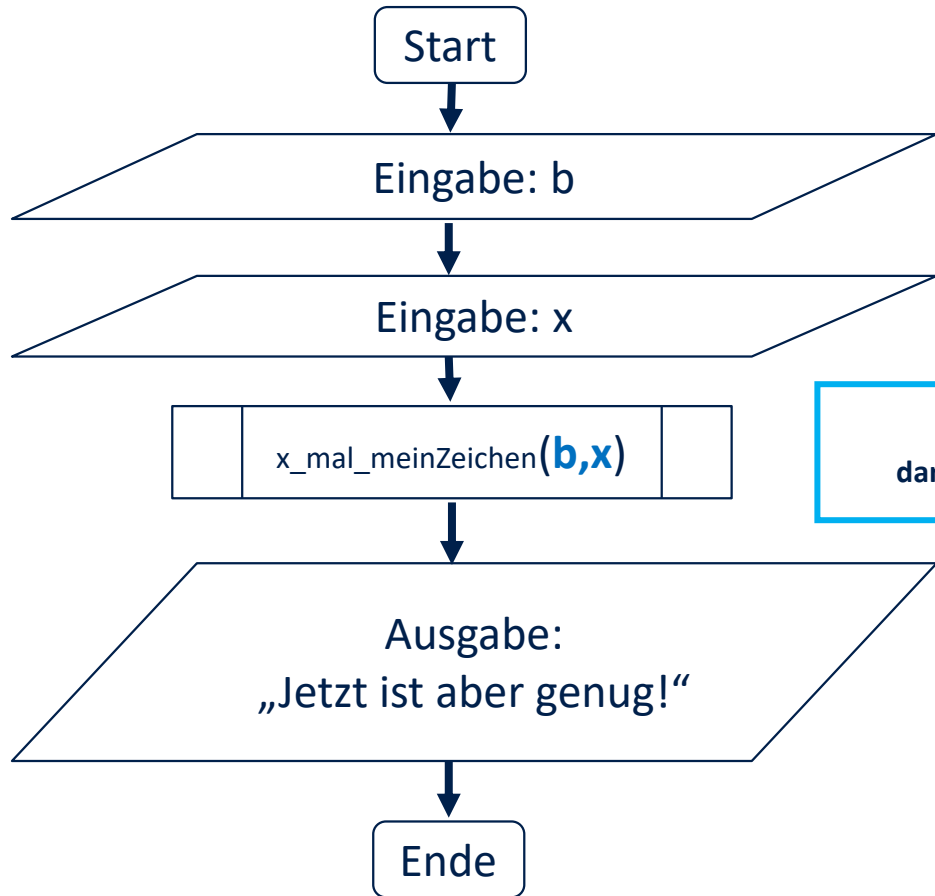 Start
Eingabe: b
Eingabe: x
x_mal_meinZeichen(b,x)
Ausgabe:
„Jetzt ist aber genug!“
Ende